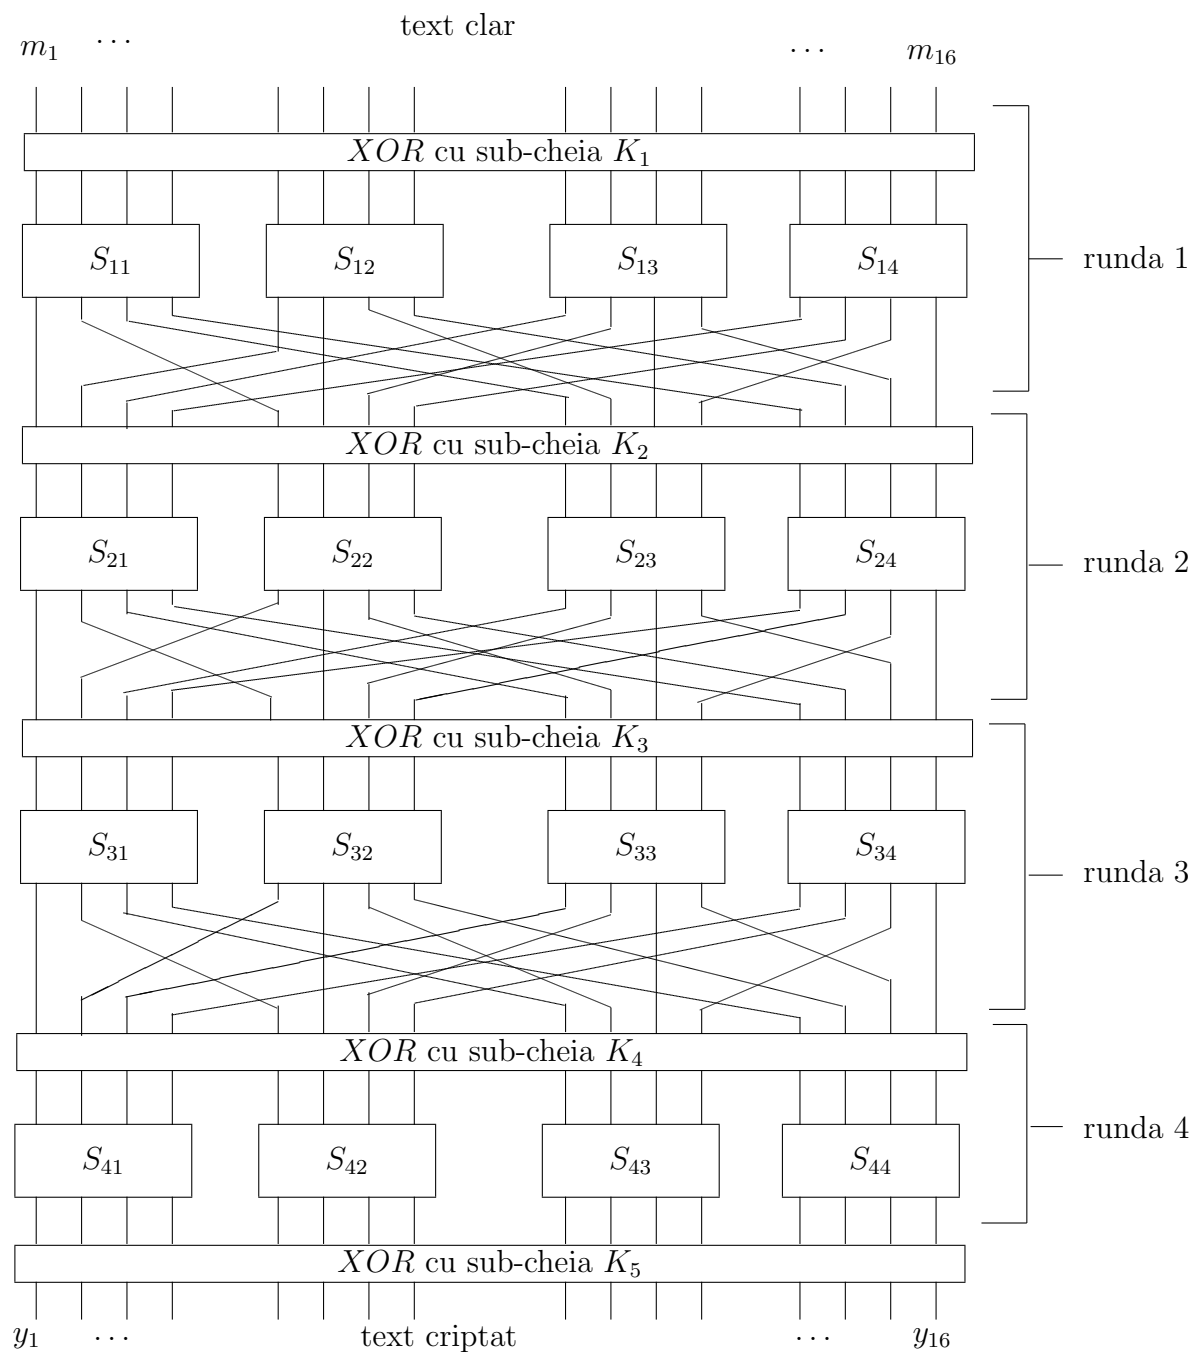 text clar
m₁ ... ... m₁₆
XOR cu sub-cheia K₁
S₁₁ S₁₂ S₁₃ S₁₄ runda 1
XOR cu sub-cheia K₂
S₂₁ S₂₂ S₂₃ S₂₄ runda 2
XOR cu sub-cheia K₃
S₃₁ S₃₂ S₃₃ S₃₄ runda 3
XOR cu sub-cheia K₄
S₄₁ S₄₂ S₄₃ S₄₄ runda 4
XOR cu sub-cheia K₅
y₁ ... text criptat ... y₁₆